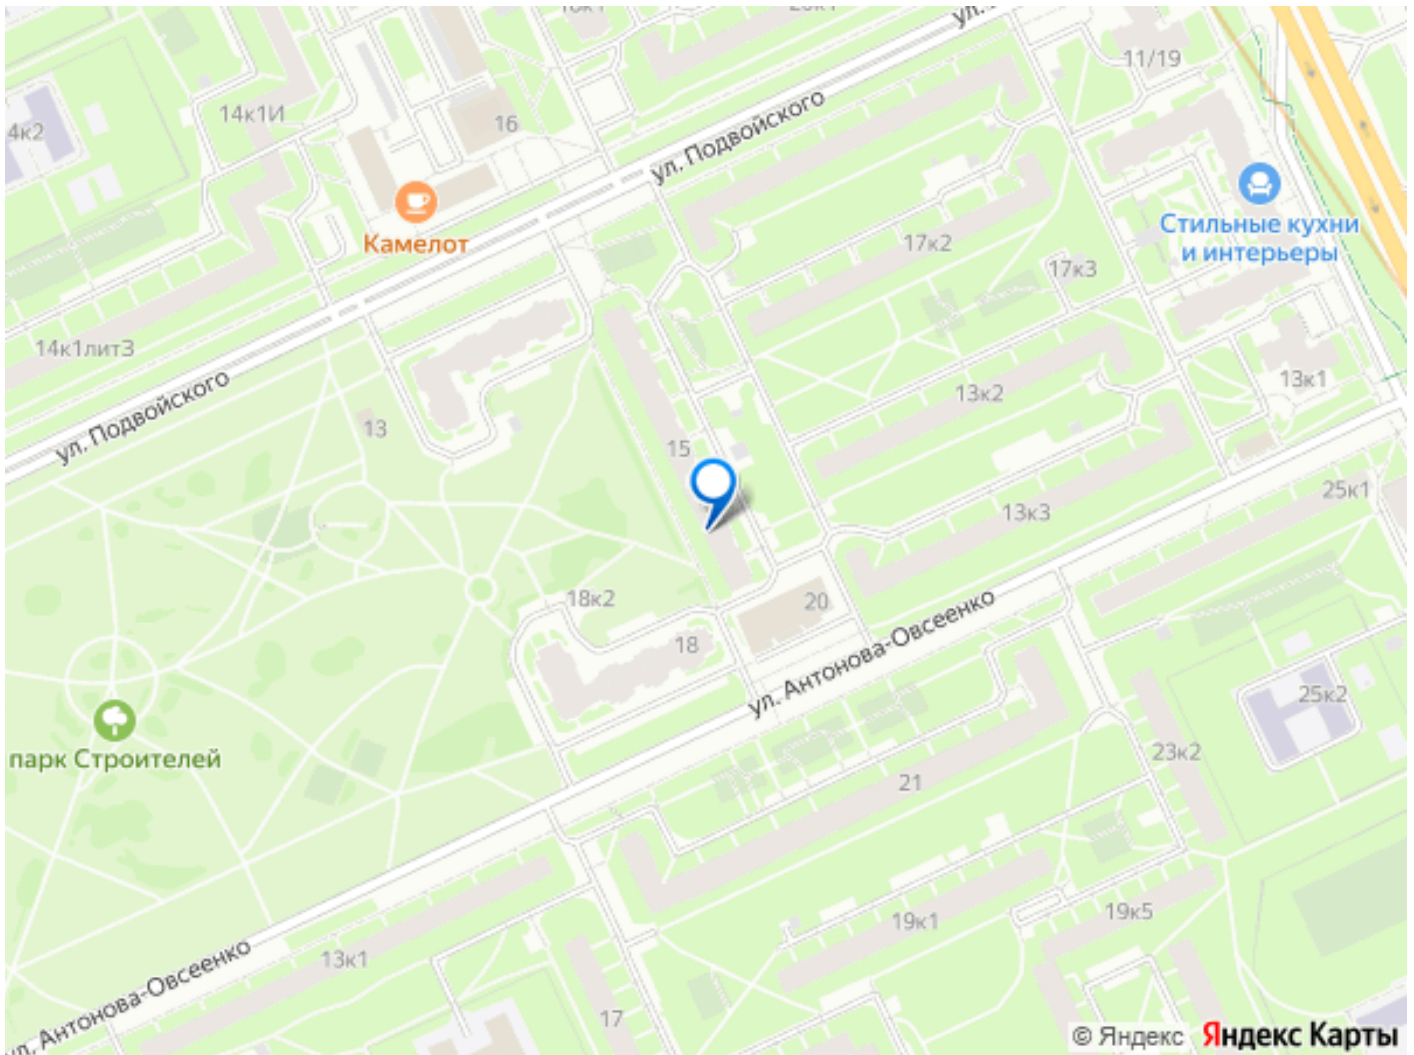 ул.
11/19
14к1И
16
4к2
ул. Подвойского
Стильные кухни
и интерьеры
Камелот
17к2
17к3
14к1литЗ
ул. Подвойского
13
13к2
13к1
15
13к3
25к1
18к2
20
18
ул. Антонова-Овсеенко
25к2
парк Строителей
23к2
21
19к1
19к5
13к1
ул. Антонова-Овсеенко
17
© Яндекс Яндекс Карты